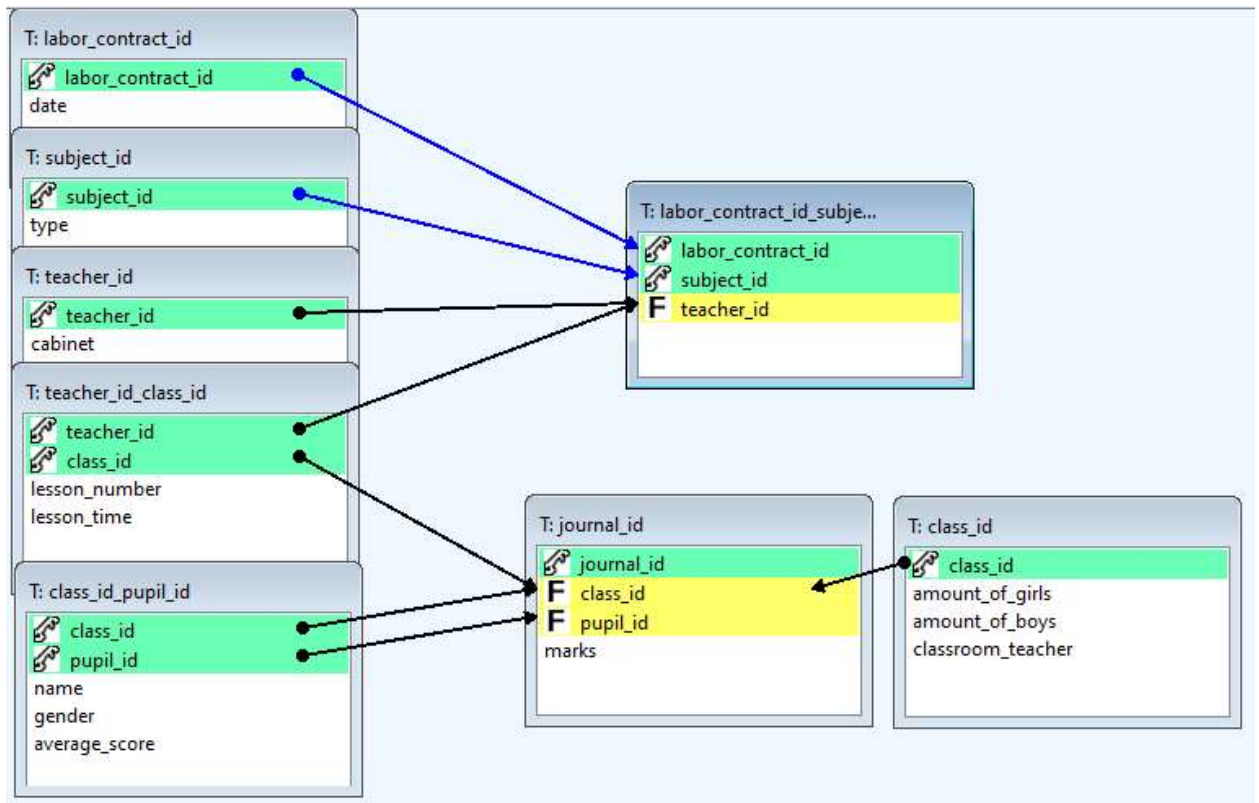 T: labor_contract_id
labor_contract_id
date
T: subject_id
subject_id
type
T: teacher_id
teacher_id
cabinet
T: teacher_id_class_id
teacher_id
class_id
lesson_number
lesson_time
T: class_id_pupil_id
class_id
pupil_id
name
gender
average_score
T: labor_contract_id_subje...
labor_contract_id
subject_id
F teacher_id
T: journal_id
journal_id
F class_id
F pupil_id
marks
T: class_id
class_id
amount_of_girls
amount_of_boys
classroom_teacher